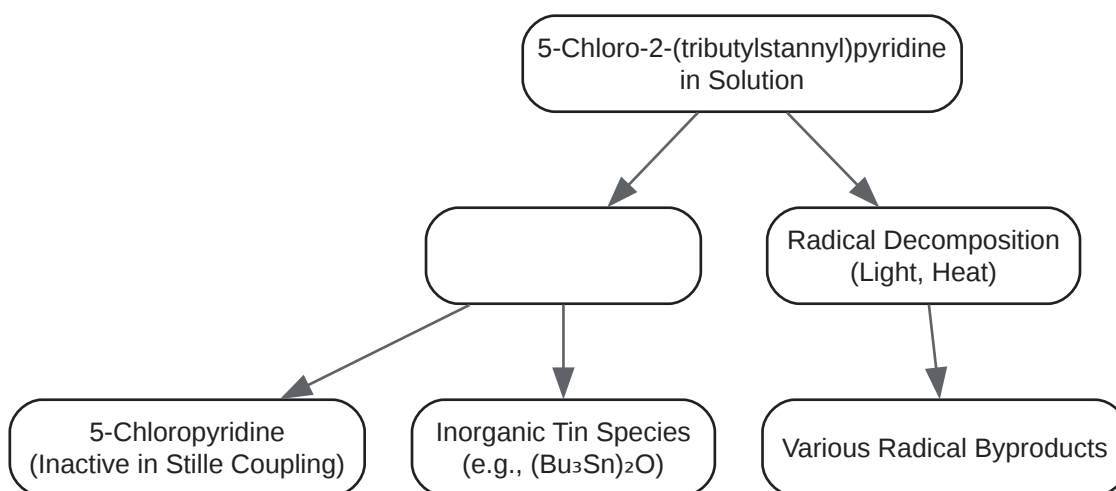 5-Chloro-2-(tributylstannyl)pyridine
in Solution
Radical Decomposition
(Light, Heat)
5-Chloropyridine
(Inactive in Stille Coupling)
Inorganic Tin Species
(e.g., (Bu₃Sn)₂O)
Various Radical Byproducts